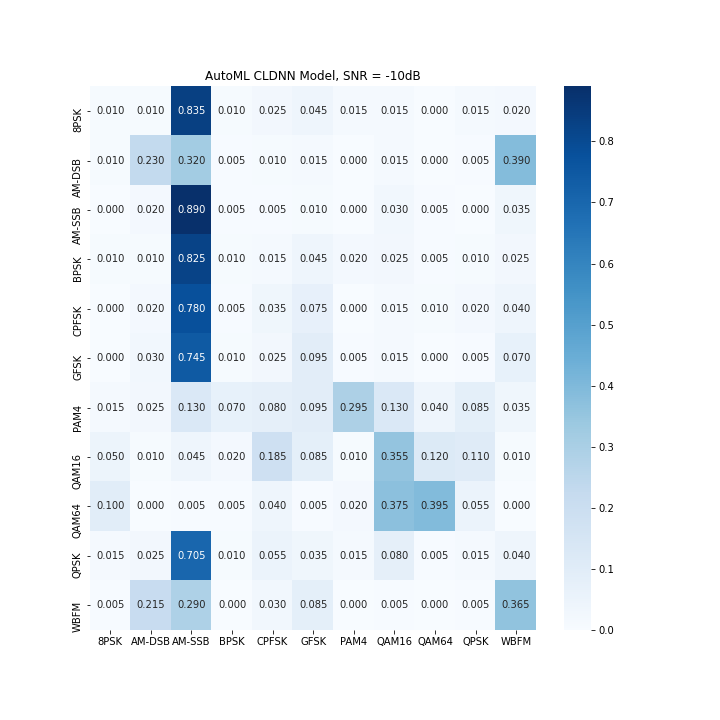 AutoML CLDNN Model, SNR = -10dB
8PSK 0.010 0.010 0.835 0.010 0.025 0.045 0.015 0.015 0.000 0.015 0.020
AM-DSB 0.010 0.230 0.320 0.005 0.010 0.015 0.000 0.015 0.000 0.005 0.390
AM-SSB 0.000 0.020 0.890 0.005 0.005 0.010 0.000 0.030 0.005 0.000 0.035
BPSK 0.010 0.010 0.825 0.010 0.015 0.045 0.020 0.025 0.005 0.010 0.025
CPFSK 0.000 0.020 0.780 0.005 0.035 0.075 0.000 0.015 0.010 0.020 0.040
GFSK 0.000 0.030 0.745 0.010 0.025 0.095 0.005 0.015 0.000 0.005 0.070
PAM4 0.015 0.025 0.130 0.070 0.080 0.095 0.295 0.130 0.040 0.085 0.035
QAM16 0.050 0.010 0.045 0.020 0.185 0.085 0.010 0.355 0.120 0.110 0.010
QAM64 0.100 0.000 0.005 0.005 0.040 0.005 0.020 0.375 0.395 0.055 0.000
QPSK 0.015 0.025 0.705 0.010 0.055 0.035 0.015 0.080 0.005 0.015 0.040
WBFM 0.005 0.215 0.290 0.000 0.030 0.085 0.000 0.005 0.000 0.005 0.365
8PSK AM-DSB AM-SSB BPSK CPFSK GFSK PAM4 QAM16 QAM64 QPSK WBFM
0.8
0.7
0.6
0.5
0.4
0.3
0.2
0.1
0.0